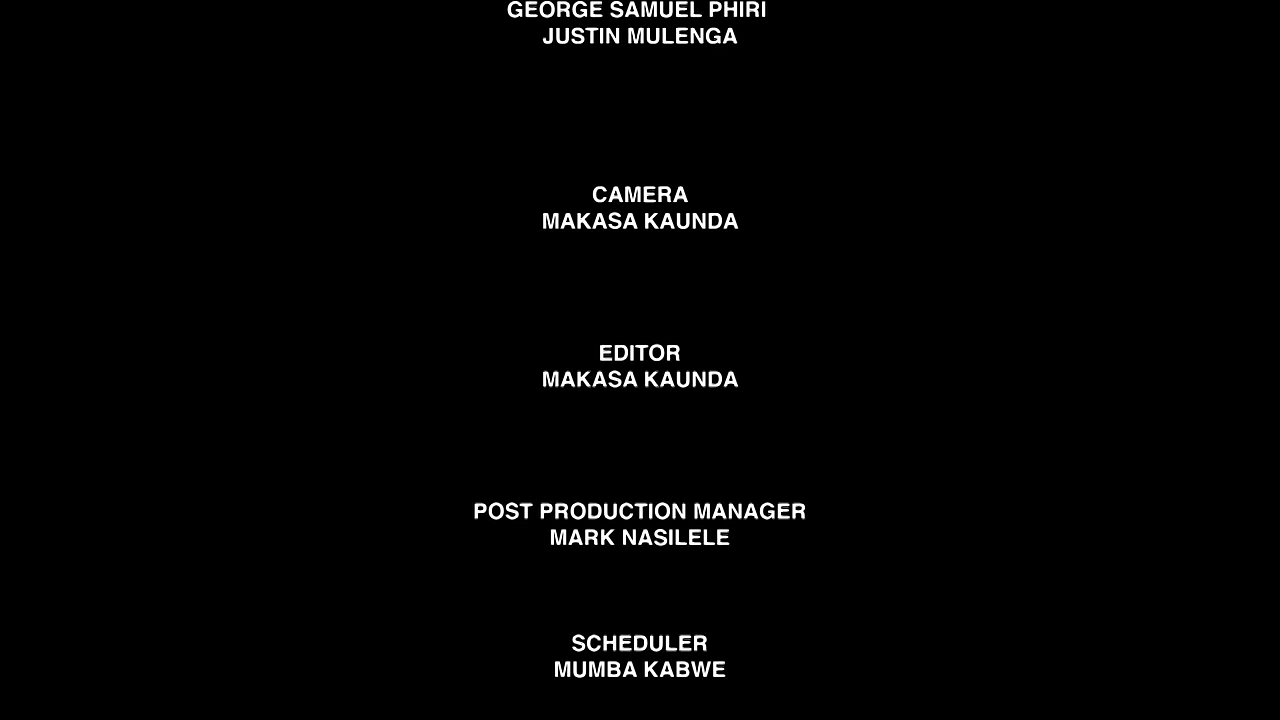 GEORGE SAMUEL PHIRI
JUSTIN MULENGA
CAMERA
MAKASA KAUNDA
EDITOR
MAKASA KAUNDA
POST PRODUCTION MANAGER
MARK NASILELE
SCHEDULER
MUMBA KABWE